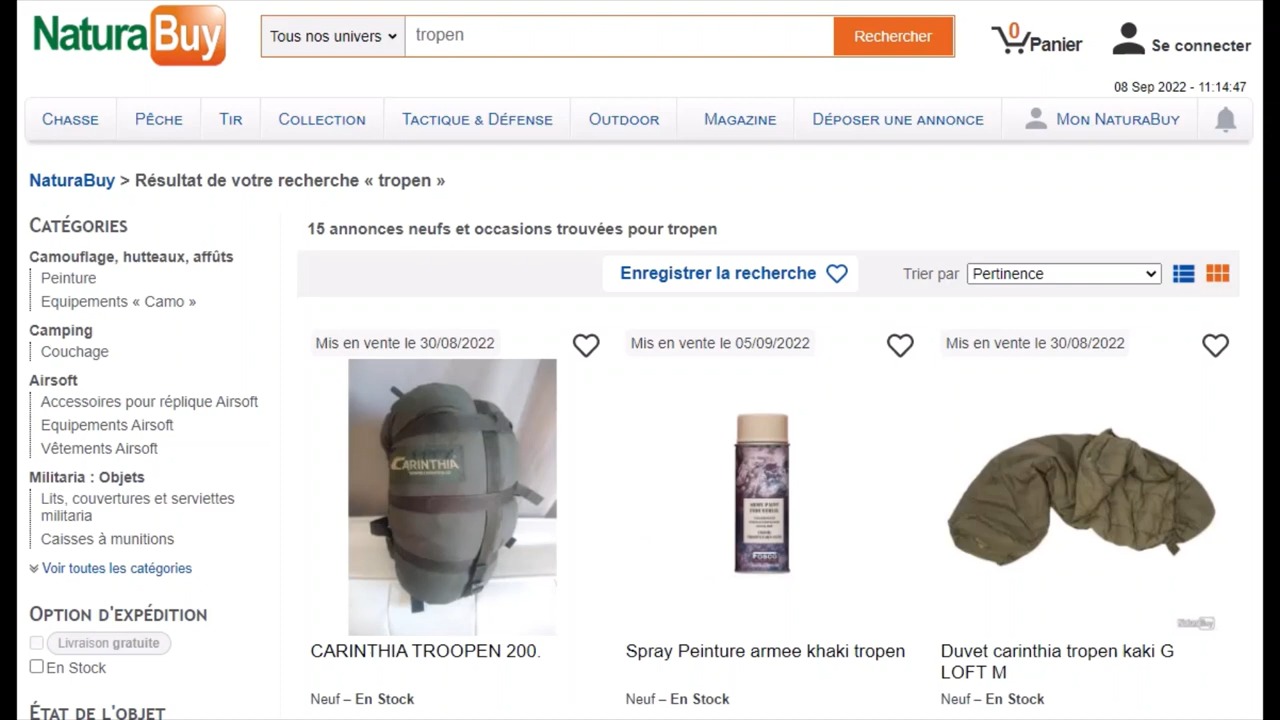 NaturaBuy
Tous nos univers
tropen
Rechercher
0
Panier
Se connecter
08 Sep 2022 - 11:14:47
CHASSE
PÊCHE
TIR
COLLECTION
TACTIQUE & DÉFENSE
OUTDOOR
MAGAZINE
DÉPOSER UNE ANNONCE
MON NATURABUY
NaturaBuy > Résultat de votre recherche « tropen »
CATÉGORIES
Camouflage, hutteaux, affûts
Peinture
Equipements « Camo »
Camping
Couchage
Airsoft
Accessoires pour réplique Airsoft
Equipements Airsoft
Vêtements Airsoft
Militaria : Objets
Lits, couvertures et serviettes
militaria
Caisses à munitions
Voir toutes les catégories
OPTION D'EXPÉDITION
Livraison gratuite
En Stock
ÉTAT DE L'OBJET
15 annonces neufs et occasions trouvées pour tropen
Enregistrer la recherche
Trier par
Pertinence
Mis en vente le 30/08/2022
CARINTHIA
CARINTHIA TROOPEN 200.
Neuf – En Stock
Mis en vente le 05/09/2022
ARMY PAINT
FOSCO
Spray Peinture armee khaki tropen
Neuf – En Stock
Mis en vente le 30/08/2022
NaturaBuy
Duvet carinthia tropen kaki G
LOFT M
Neuf – En Stock